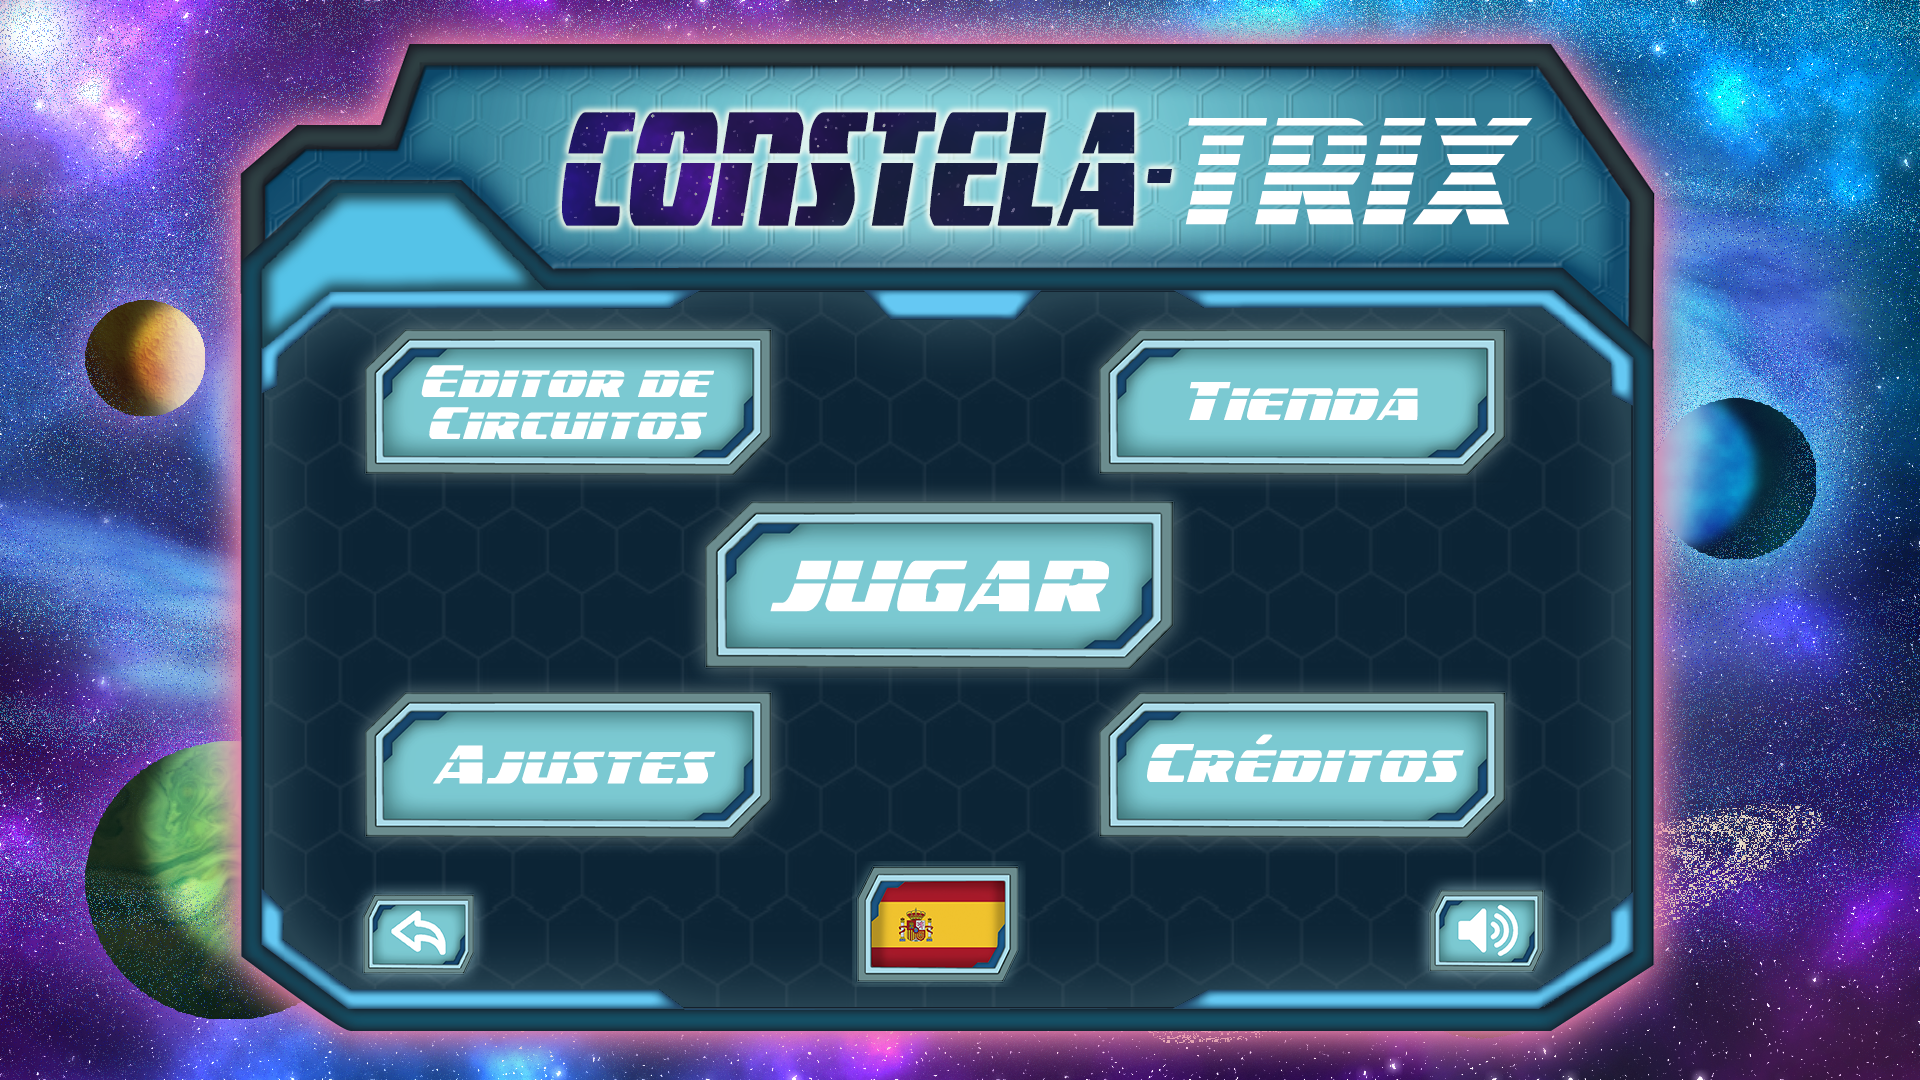 CONSTELA-TRIX
EDITOR DE
CIRCUITOS
TIENDA
JUGAR
AJUSTES
CRÉDITOS